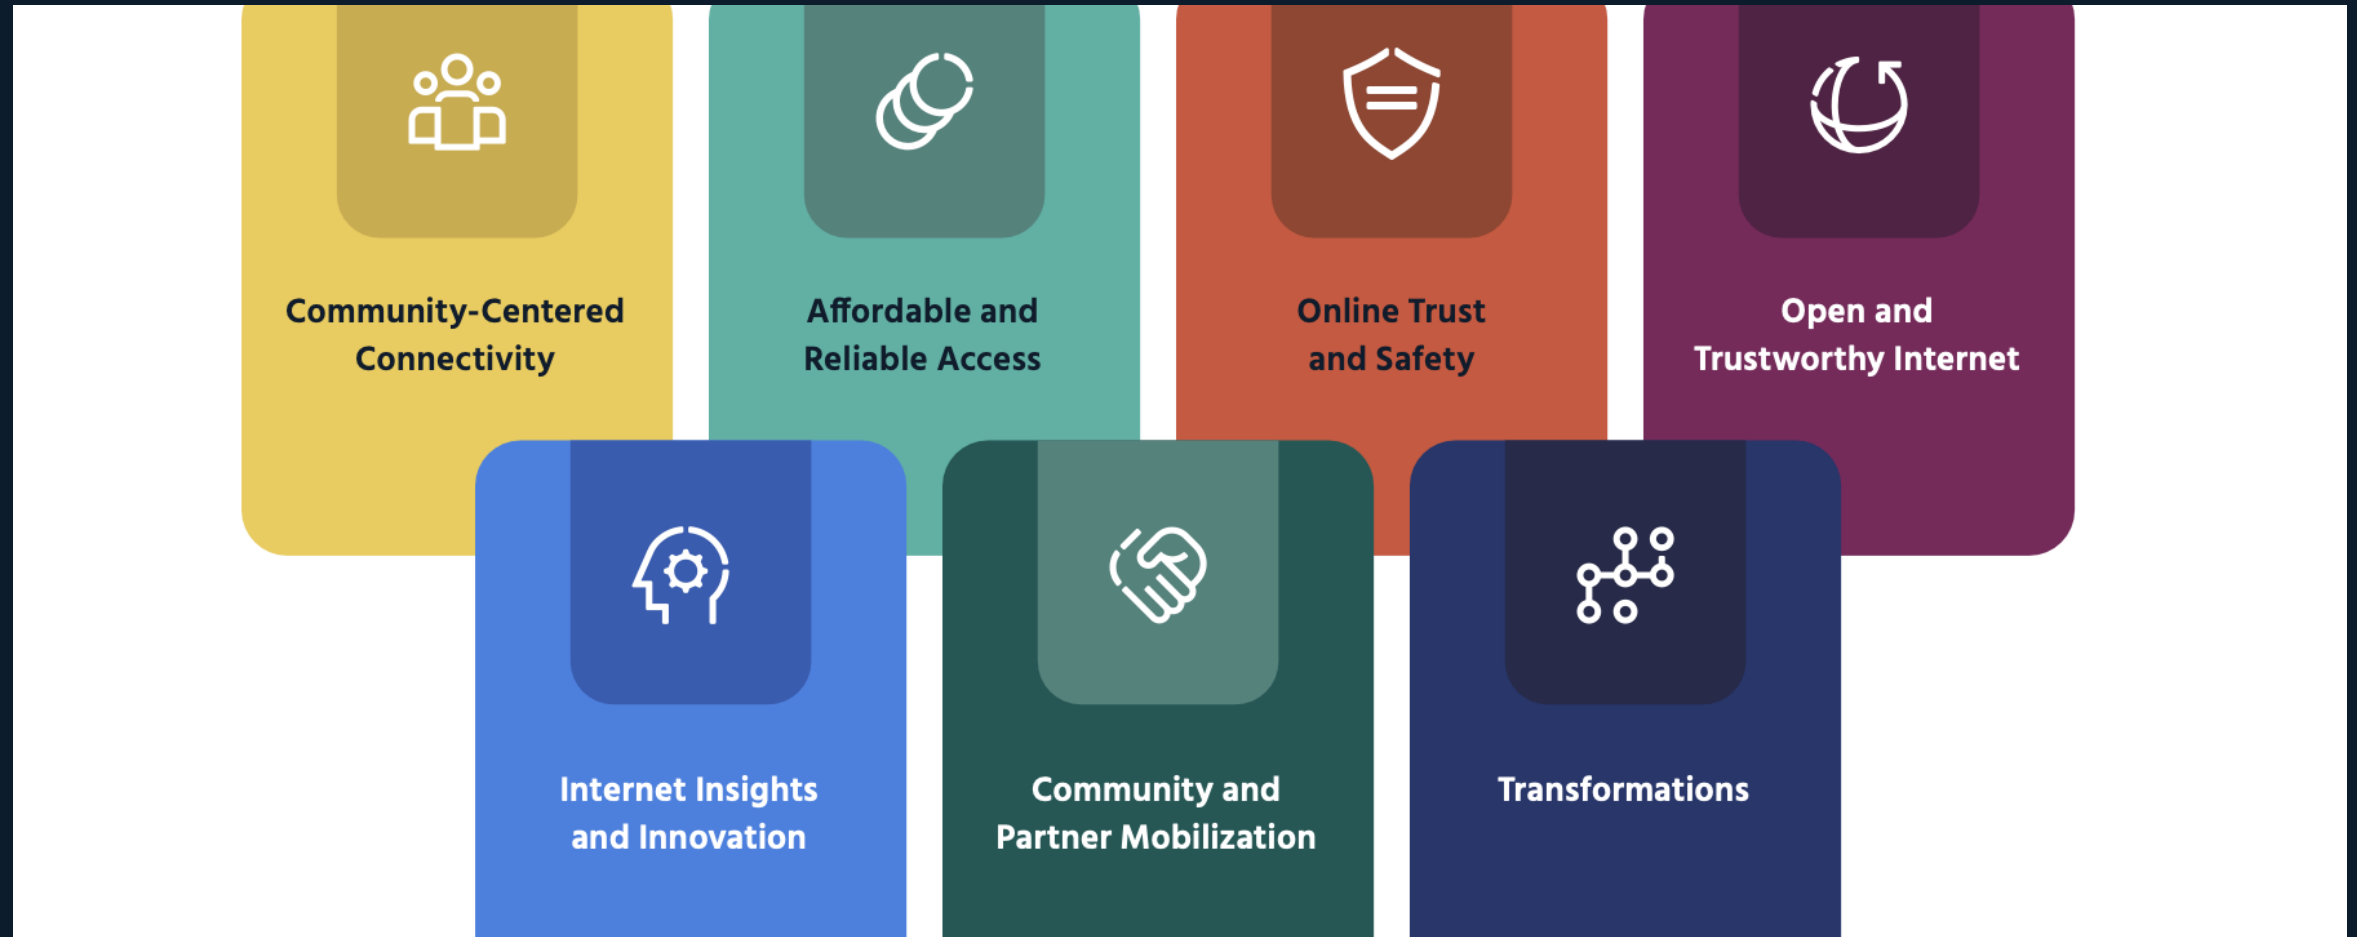 Community-Centered
Connectivity
Affordable and
Reliable Access
Online Trust
and Safety
Open and
Trustworthy Internet
Internet Insights
and Innovation
Community and
Partner Mobilization
Transformations